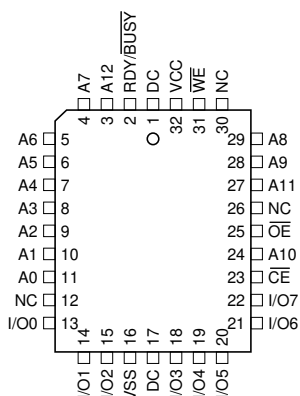 A7 A12 RDY/BUSY DC VCC WE NC
4 3 2 1 32 31 30
A6 5 29 A8
A5 6 28 A9
A4 7 27 A11
A3 8 26 NC
A2 9 25 OE
A1 10 24 A10
A0 11 23 CE
NC 12 22 I/O7
I/O0 13 21 I/O6
14 15 16 17 18 19 20
/O1 /O2 VSS DC I/O3 I/O4 I/O5